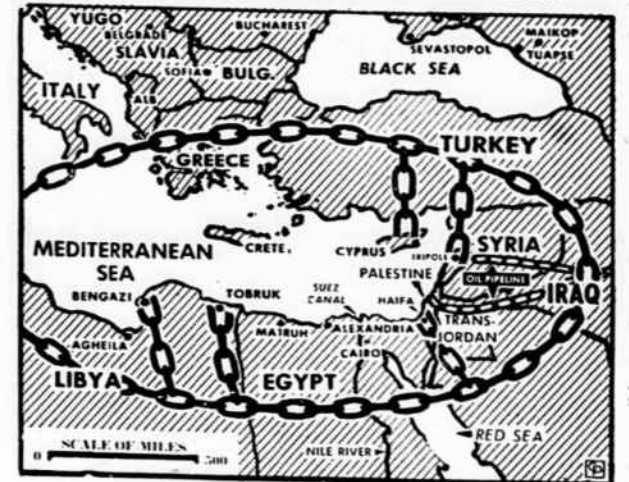 YUGO
SLAVIA
BELGRADE
BUCHAREST
SOFIA
BULG.
ITALY
ALB.
SEVASTOPOL
MAIKOP
TUAPSE
BLACK SEA
GREECE
TURKEY
MEDITERRANEAN
SEA
CRETE
CYPRUS
TRIPOLI
SYRIA
PALESTINE
OIL PIPELINE
IRAQ
BENGAZI
TOBRUK
SUEZ
CANAL
HAIFA
TRANS-
JORDAN
MATRUH
ALEXANDRIA
CAIRO
AGHEILA
LIBYA
EGYPT
RED SEA
NILE RIVER
SCALE OF MILES
0 500